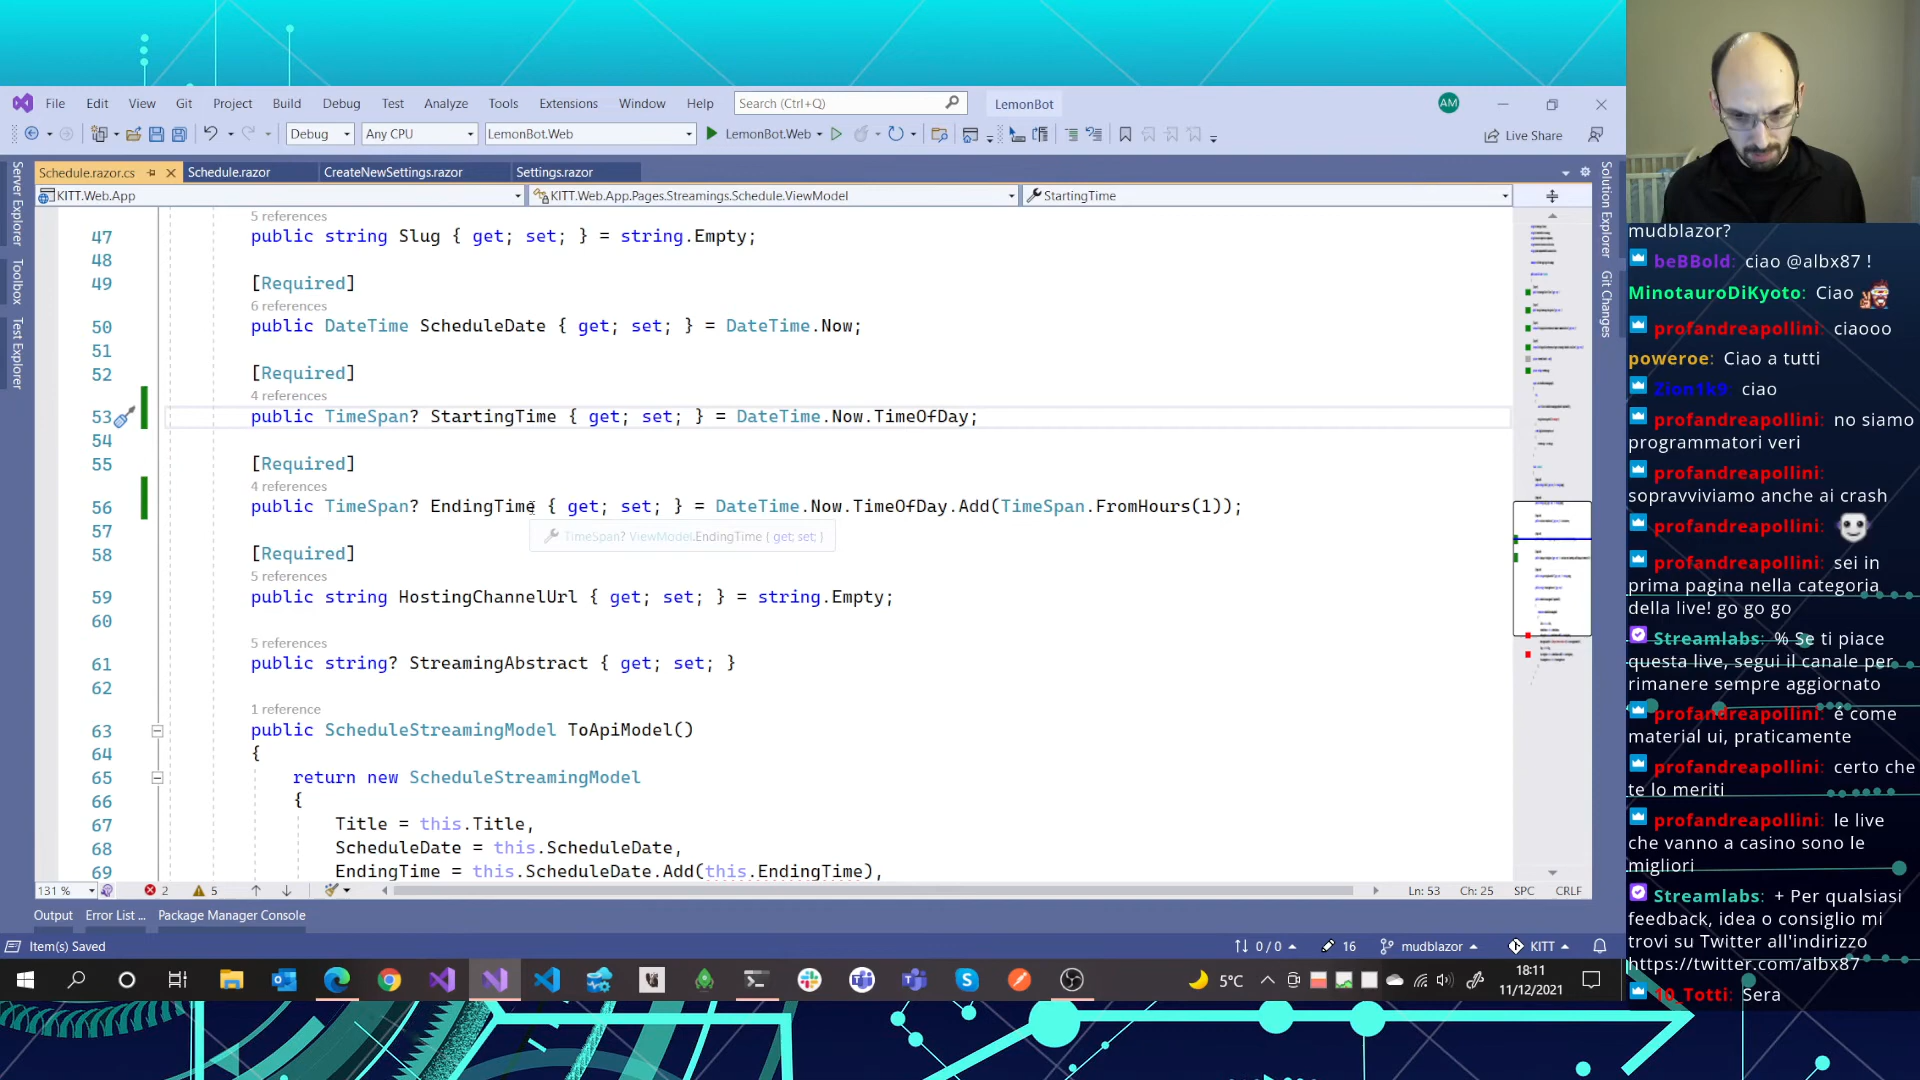 File Edit View Git Project Build Debug Test Analyze Tools Extensions Window Help Search (Ctrl+Q) LemonBot AM
Debug Any CPU LemonBot.Web LemonBot.Web Live Share
Schedule.razor.cs Schedule.razor CreateNewSettings.razor Settings.razor
KITT.Web.App KITT.Web.App.Pages.Streamings.Schedule.ViewModel StartingTime
Server Explorer
Toolbox
Test Explorer
Solution Explorer
Git Changes
5 references
47 public string Slug { get; set; } = string.Empty;
48
49 [Required]
6 references
50 public DateTime ScheduleDate { get; set; } = DateTime.Now;
51
52 [Required]
4 references
53 public TimeSpan? StartingTime { get; set; } = DateTime.Now.TimeOfDay;
54
55 [Required]
4 references
56 public TimeSpan? EndingTime { get; set; } = DateTime.Now.TimeOfDay.Add(TimeSpan.FromHours(1));
57 TimeSpan? ViewModel.EndingTime { get; set; }
58 [Required]
5 references
59 public string HostingChannelUrl { get; set; } = string.Empty;
60
5 references
61 public string? StreamingAbstract { get; set; }
62
1 reference
63 public ScheduleStreamingModel ToApiModel()
64 {
65 return new ScheduleStreamingModel
66 {
67 Title = this.Title,
68 ScheduleDate = this.ScheduleDate,
69 EndingTime = this.ScheduleDate.Add(this.EndingTime),
131 % 2 5 Ln: 53 Ch: 25 SPC CRLF
Output Error List ... Package Manager Console
Item(s) Saved 0 / 0 16 mudblazor KITT
5°C 18:11
11/12/2021
mudblazor?
beBBold: ciao @albx87 !
MinotauroDiKyoto: Ciao
profandreapollini: ciaooo
poweroe: Ciao a tutti
Zion1k9: ciao
profandreapollini: no siamo
programmatori veri
profandreapollini:
sopravviviamo anche ai crash
profandreapollini:
profandreapollini: sei in
prima pagina nella categoria
della live! go go go
Streamlabs: % Se ti piace
questa live, segui il canale per
rimanere sempre aggiornato
profandreapollini: é come
material ui, praticamente
profandreapollini: certo che
te lo meriti
profandreapollini: le live
che vanno a casino sono le
migliori
Streamlabs: + Per qualsiasi
feedback, idea o consiglio mi
trovi su Twitter all'indirizzo
https://twitter.com/albx87
10_Totti: Sera